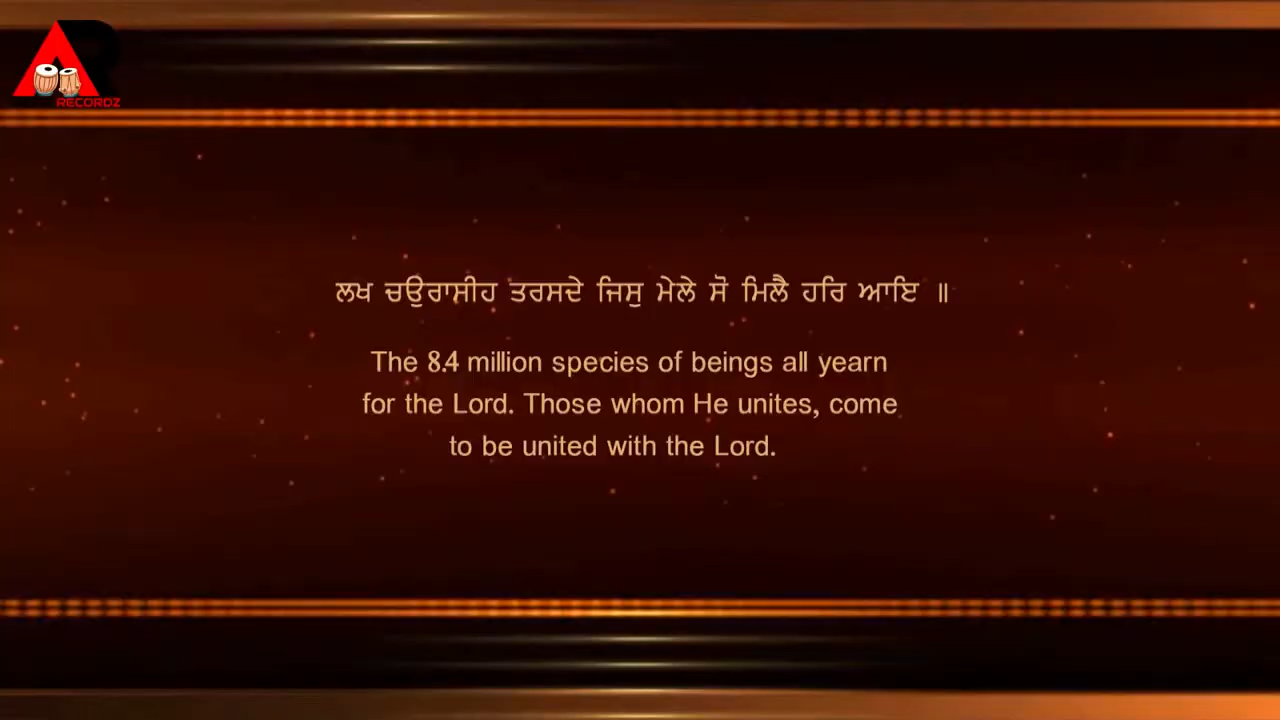 RECORDZ
ਲਖ ਚਉਰਾਸੀਹ ਤਰਸਦੇ ਜਿਸੁ ਮੇਲੇ ਸੋ ਮਿਲੈ ਹਰਿ ਆਇ ॥
The 8.4 million species of beings all yearn
for the Lord. Those whom He unites, come
to be united with the Lord.